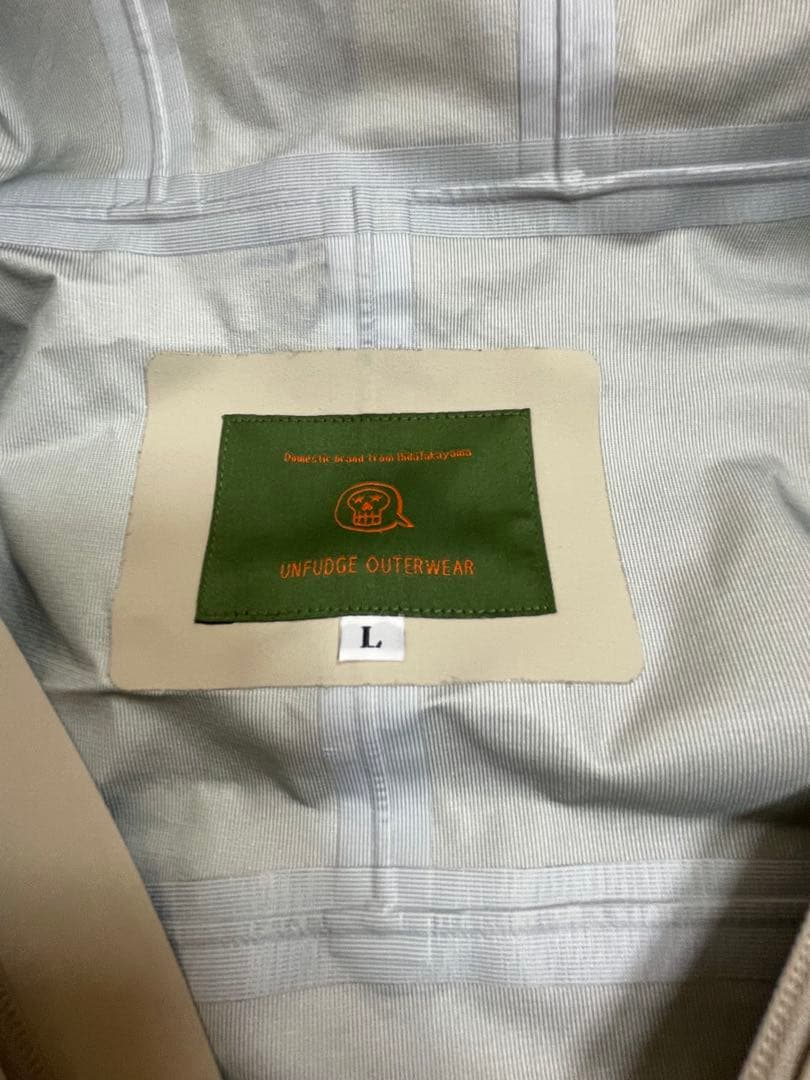 Domestic brand from Hidatakayama
UNFUDGE OUTERWEAR
L